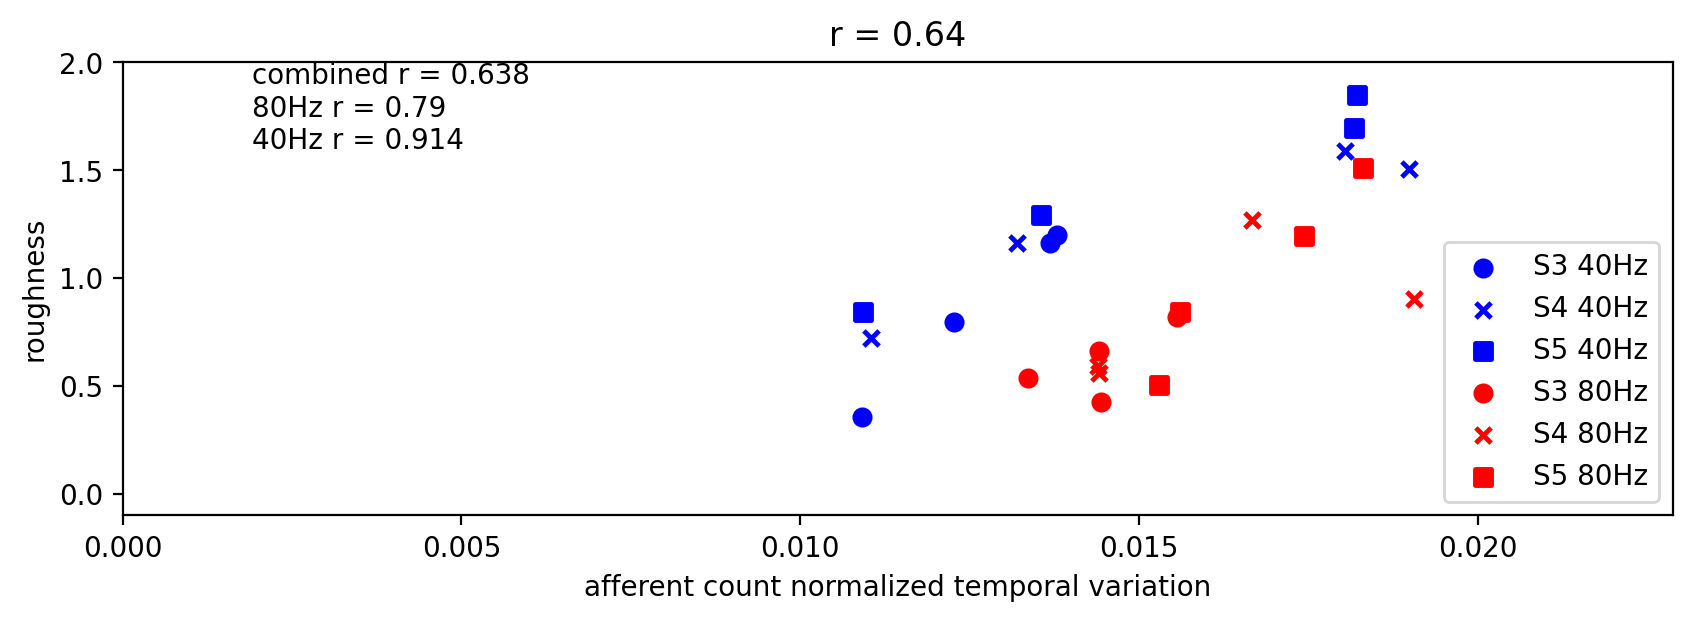 r = 0.64
combined r = 0.638
80Hz r = 0.79
40Hz r = 0.914
2.0
1.5
1.0
0.5
0.0
roughness
S3 40Hz
S4 40Hz
S5 40Hz
S3 80Hz
S4 80Hz
S5 80Hz
0.000
0.005
0.010
0.015
0.020
afferent count normalized temporal variation